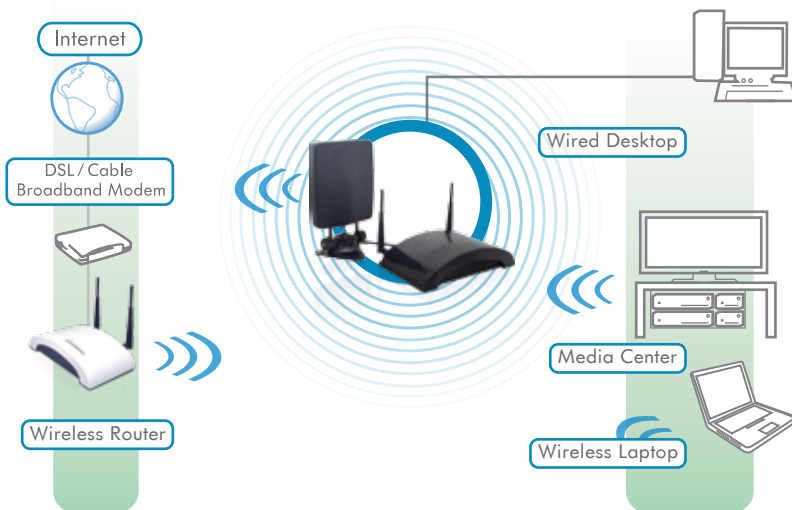 Internet
DSL / Cable
Broadband Modem
Wireless Router
Wired Desktop
Media Center
Wireless Laptop